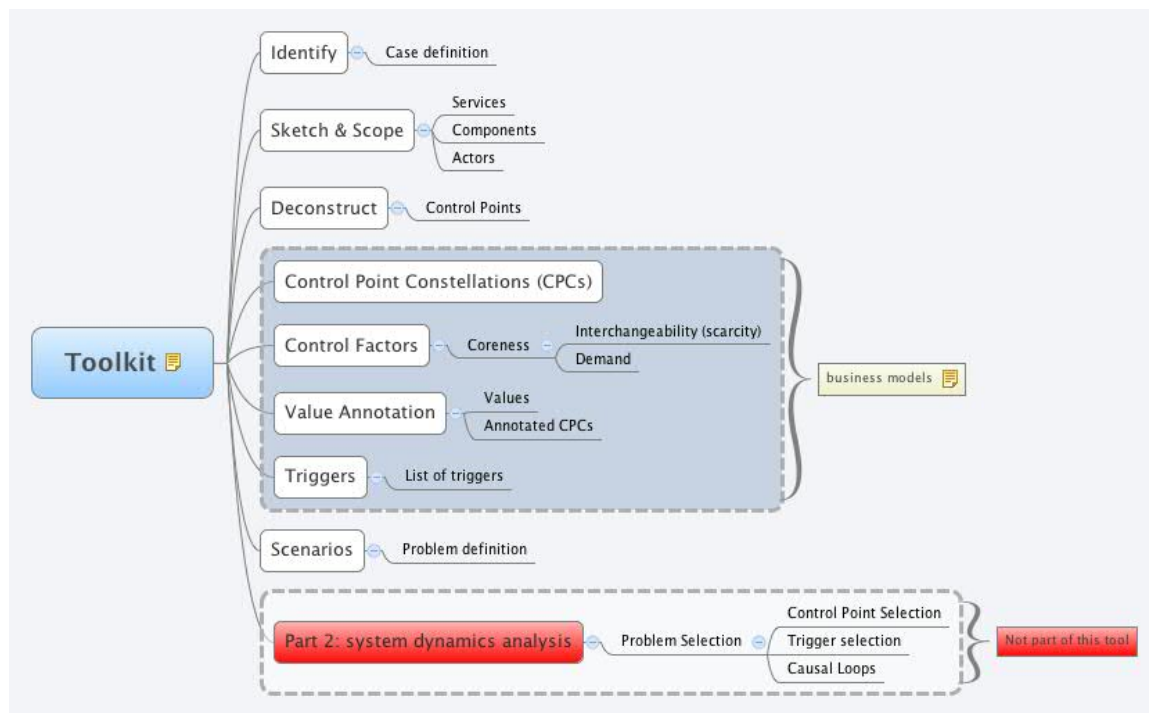 Identify
Case definition
Sketch & Scope
Services
Components
Actors
Deconstruct
Control Points
Control Point Constellations (CPCs)
Control Factors
Coreness
Interchangeability (scarcity)
Demand
Toolkit
business models
Value Annotation
Values
Annotated CPCs
Triggers
List of triggers
Scenarios
Problem definition
Part 2: system dynamics analysis
Problem Selection
Control Point Selection
Trigger selection
Causal Loops
Not part of this tool